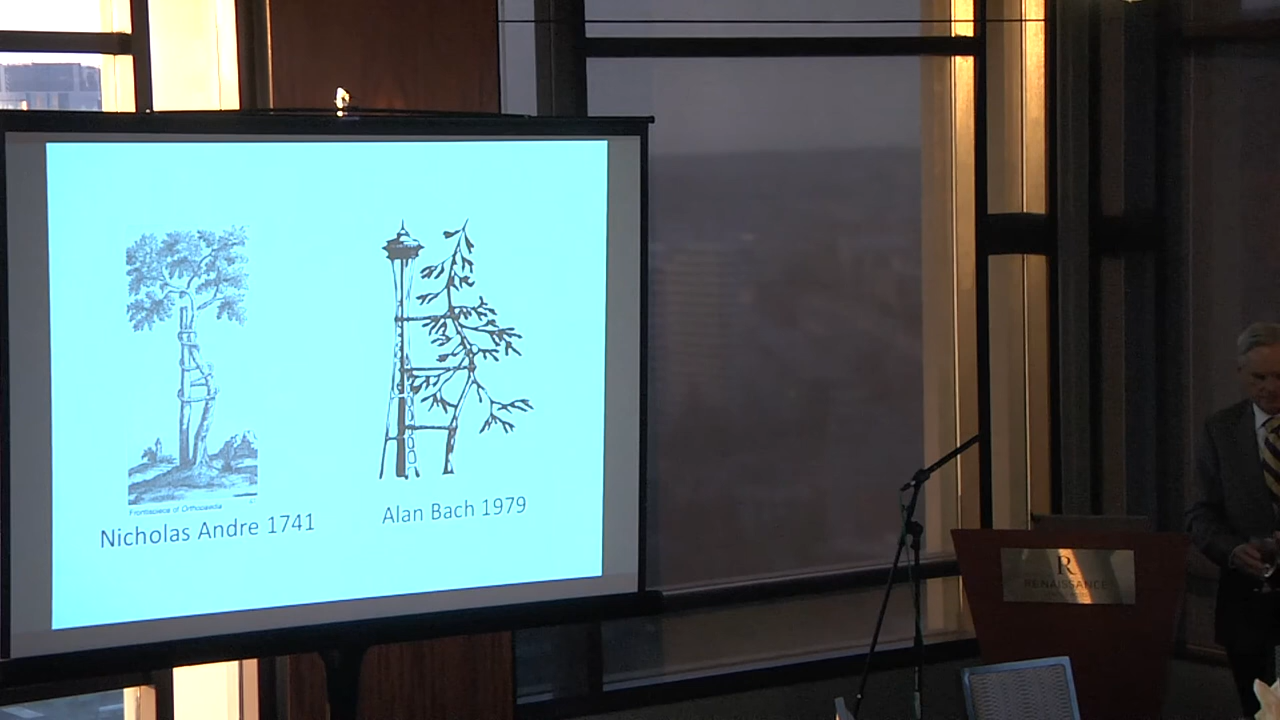 Frontispiece of Orthopaedia
Nicholas Andre 1741
Alan Bach 1979
R
RENAISSANCE